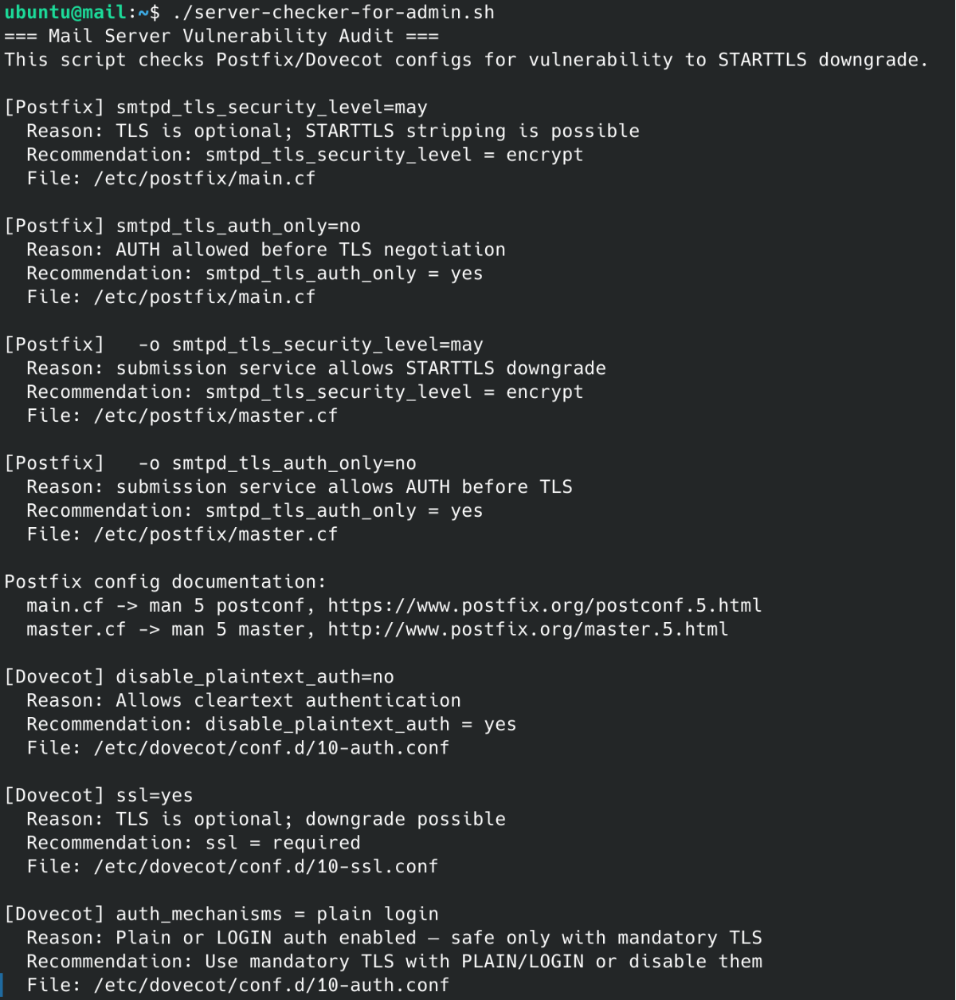 ubuntu@mail:~$ ./server-checker-for-admin.sh
=== Mail Server Vulnerability Audit ===
This script checks Postfix/Dovecot configs for vulnerability to STARTTLS downgrade.

[Postfix] smtpd_tls_security_level=may
  Reason: TLS is optional; STARTTLS stripping is possible
  Recommendation: smtpd_tls_security_level = encrypt
  File: /etc/postfix/main.cf

[Postfix] smtpd_tls_auth_only=no
  Reason: AUTH allowed before TLS negotiation
  Recommendation: smtpd_tls_auth_only = yes
  File: /etc/postfix/main.cf

[Postfix]   -o smtpd_tls_security_level=may
  Reason: submission service allows STARTTLS downgrade
  Recommendation: smtpd_tls_security_level = encrypt
  File: /etc/postfix/master.cf

[Postfix]   -o smtpd_tls_auth_only=no
  Reason: submission service allows AUTH before TLS
  Recommendation: smtpd_tls_auth_only = yes
  File: /etc/postfix/master.cf

Postfix config documentation:
  main.cf -> man 5 postconf, https://www.postfix.org/postconf.5.html
  master.cf -> man 5 master, http://www.postfix.org/master.5.html

[Dovecot] disable_plaintext_auth=no
  Reason: Allows cleartext authentication
  Recommendation: disable_plaintext_auth = yes
  File: /etc/dovecot/conf.d/10-auth.conf

[Dovecot] ssl=yes
  Reason: TLS is optional; downgrade possible
  Recommendation: ssl = required
  File: /etc/dovecot/conf.d/10-ssl.conf

[Dovecot] auth_mechanisms = plain login
  Reason: Plain or LOGIN auth enabled — safe only with mandatory TLS
  Recommendation: Use mandatory TLS with PLAIN/LOGIN or disable them
  File: /etc/dovecot/conf.d/10-auth.conf